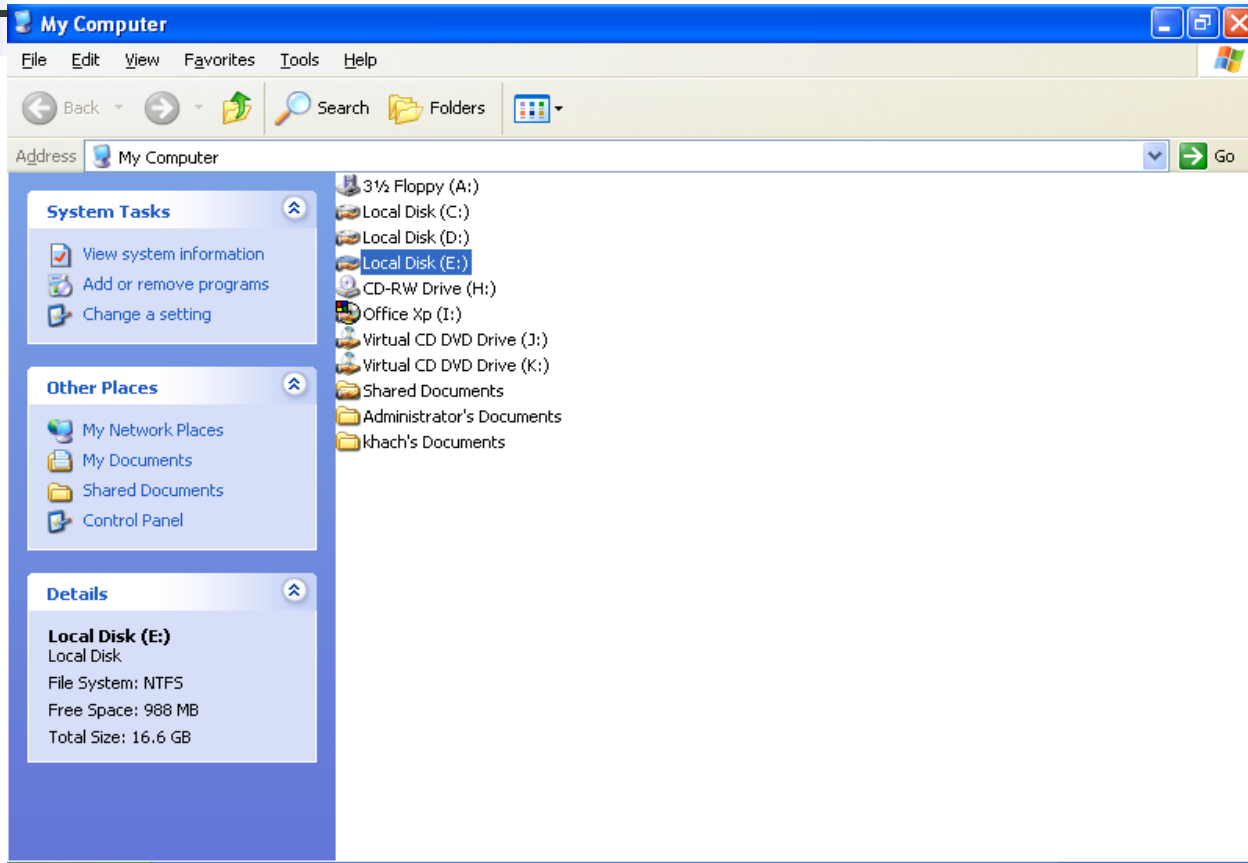 My Computer
File Edit View Favorites Tools Help
Back Search Folders
Address My Computer Go
System Tasks
View system information
Add or remove programs
Change a setting
Other Places
My Network Places
My Documents
Shared Documents
Control Panel
Details
Local Disk (E:)
Local Disk
File System: NTFS
Free Space: 988 MB
Total Size: 16.6 GB
3½ Floppy (A:)
Local Disk (C:)
Local Disk (D:)
Local Disk (E:)
CD-RW Drive (H:)
Office Xp (I:)
Virtual CD DVD Drive (J:)
Virtual CD DVD Drive (K:)
Shared Documents
Administrator's Documents
khach's Documents